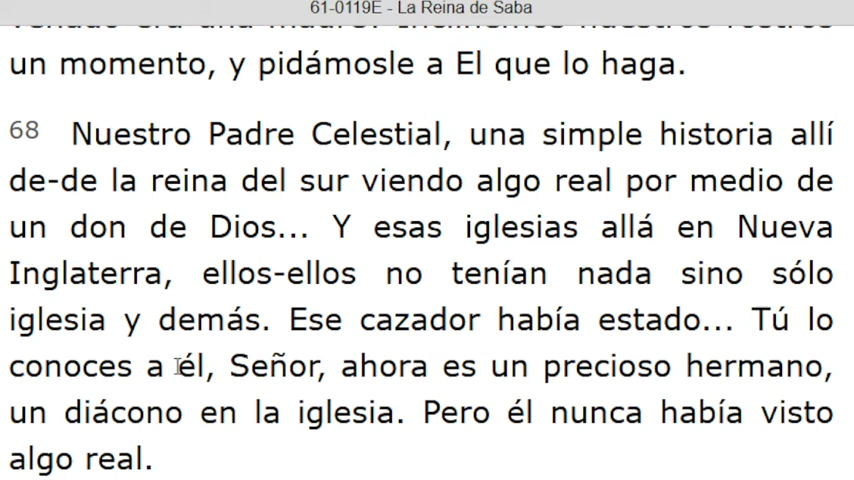 61-0119E - La Reina de Saba
un momento, y pidámosle a El que lo haga.
68 Nuestro Padre Celestial, una simple historia allí
de-de la reina del sur viendo algo real por medio de
un don de Dios... Y esas iglesias allá en Nueva
Inglaterra, ellos-ellos no tenían nada sino sólo
iglesia y demás. Ese cazador había estado... Tú lo
conoces a él, Señor, ahora es un precioso hermano,
un diácono en la iglesia. Pero él nunca había visto
algo real.